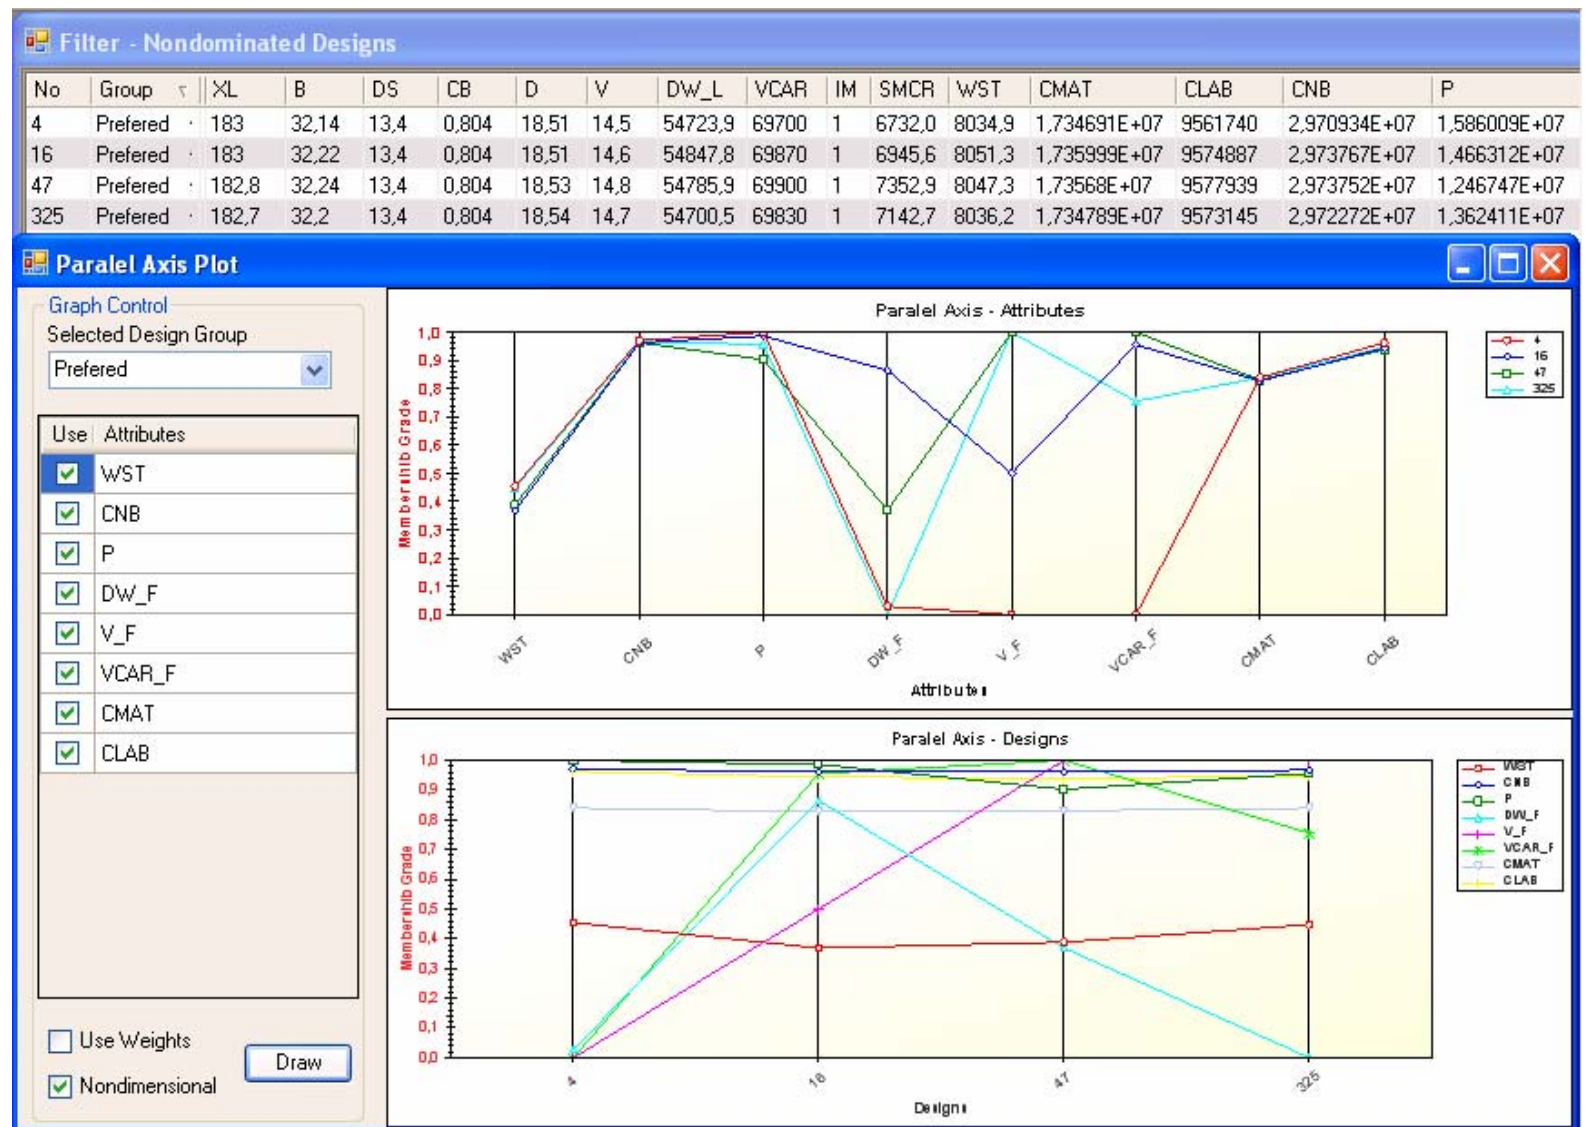 Filter - Nondominated Designs
No Group XL B DS CB D V DW_L VCAR IM SMCR WST CMAT CLAB CNB P
4 Prefered 183 32,14 13,4 0,804 18,51 14,5 54723,9 69700 1 6732,0 8034,9 1,734691E+07 9561740 2,970934E+07 1,586009E+07
16 Prefered 183 32,22 13,4 0,804 18,51 14,6 54847,8 69870 1 6945,6 8051,3 1,735999E+07 9574887 2,973767E+07 1,466312E+07
47 Prefered 182,8 32,24 13,4 0,804 18,53 14,8 54785,9 69900 1 7352,9 8047,3 1,73568E+07 9577939 2,973752E+07 1,246747E+07
325 Prefered 182,7 32,2 13,4 0,804 18,54 14,7 54700,5 69830 1 7142,7 8036,2 1,734789E+07 9573145 2,972272E+07 1,362411E+07
Paralel Axis Plot
Graph Control
Selected Design Group
Prefered
Use Attributes
WST
CNB
P
DW_F
V_F
VCAR_F
CMAT
CLAB
Use Weights
Nondimensional
Draw
Paralel Axis - Attributes
Membership Grade
1,0
0,9
0,8
0,7
0,6
0,5
0,4
0,3
0,2
0,1
0,0
WST CNB P DW_F V_F VCAR_F CMAT CLAB
Attributes
4
16
47
325
Paralel Axis - Designs
Membership Grade
1,0
0,9
0,8
0,7
0,6
0,5
0,4
0,3
0,2
0,1
0,0
4 16 47 325
Designs
WST
CNB
P
DW_F
V_F
VCAR_F
CMAT
CLAB